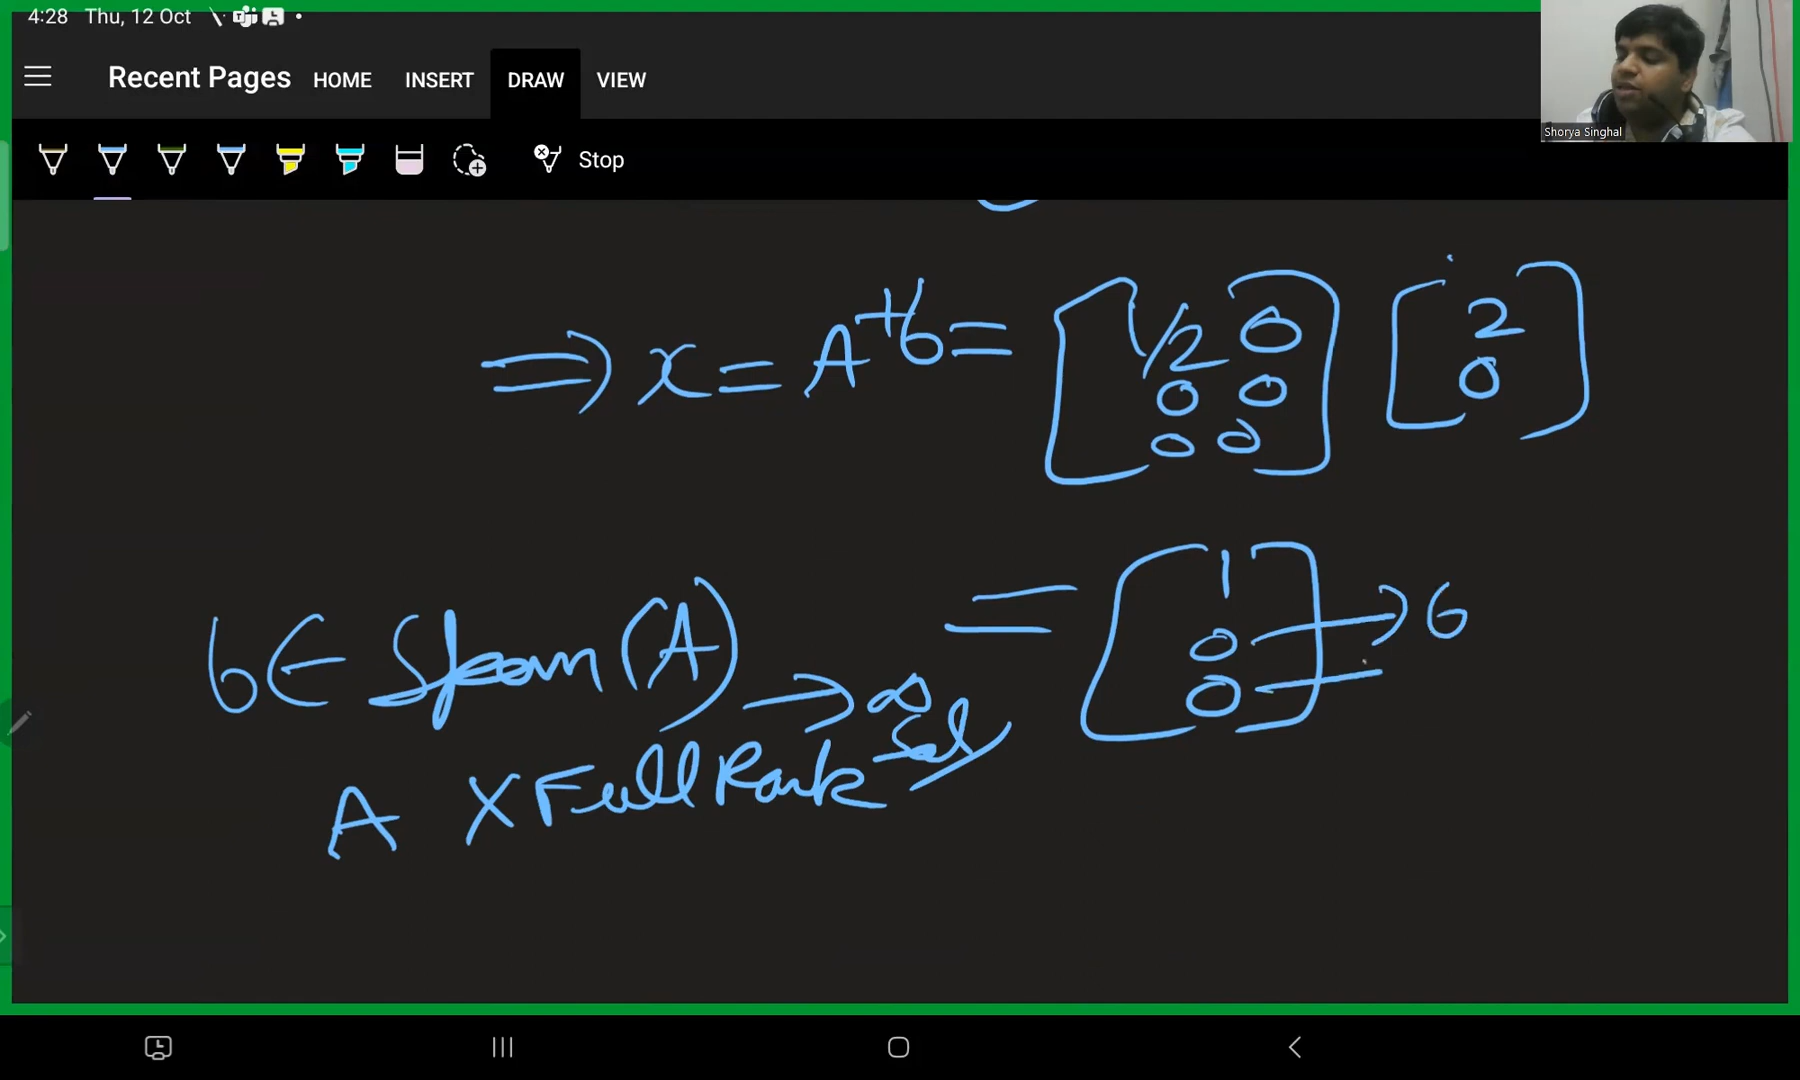 4:28 Thu, 12 Oct
Recent Pages HOME INSERT DRAW VIEW
Stop
Shorya Singhal
⇒ x = A⁺b = [1/2 0; 0 0; 0 0] [2; 0]
= [1; 0; 0] → 6
b ∈ Span (A) → ∞ Sol
A X Full Rank